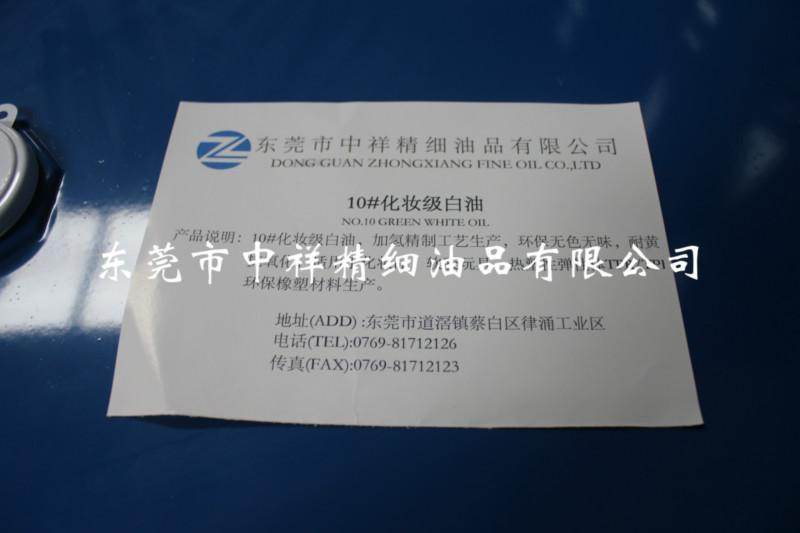 东莞市中祥精细油品有限公司
DONG GUAN ZHONGXIANG FINE OIL CO.,LTD
10#化妆级白油
NO.10 GREEN WHITE OIL
产品说明：10#化妆级白油、加氢精制工艺生产，环保无色无味，耐黄
东莞市中祥精细油品有限公司
环保橡塑材料生产。
地址(ADD) :东莞市道滘镇蔡白区律涌工业区
电话(TEL):0769-81712126
传真(FAX):0769-81712123